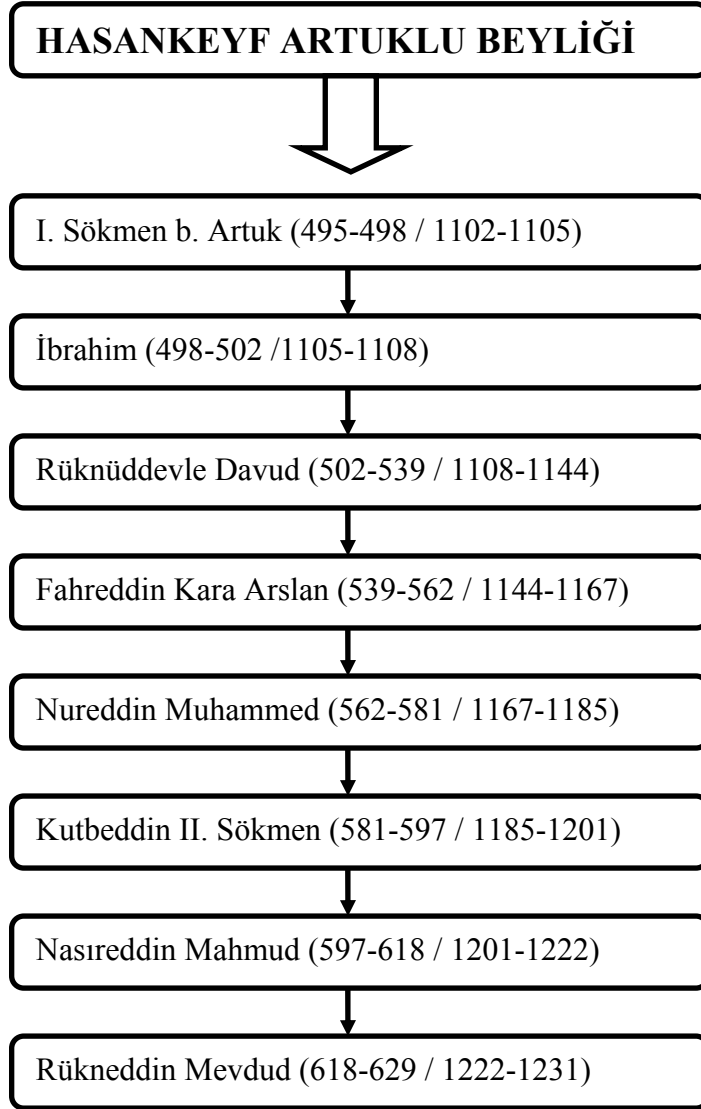 HASANKEYF ARTUKLU BEYLİĞİ
I. Sökmen b. Artuk (495-498 / 1102-1105)
İbrahim (498-502 /1105-1108)
Rüknüddevle Davud (502-539 / 1108-1144)
Fahreddin Kara Arslan (539-562 / 1144-1167)
Nureddin Muhammed (562-581 / 1167-1185)
Kutbeddin II. Sökmen (581-597 / 1185-1201)
Nasıreddin Mahmud (597-618 / 1201-1222)
Rükneddin Mevdud (618-629 / 1222-1231)